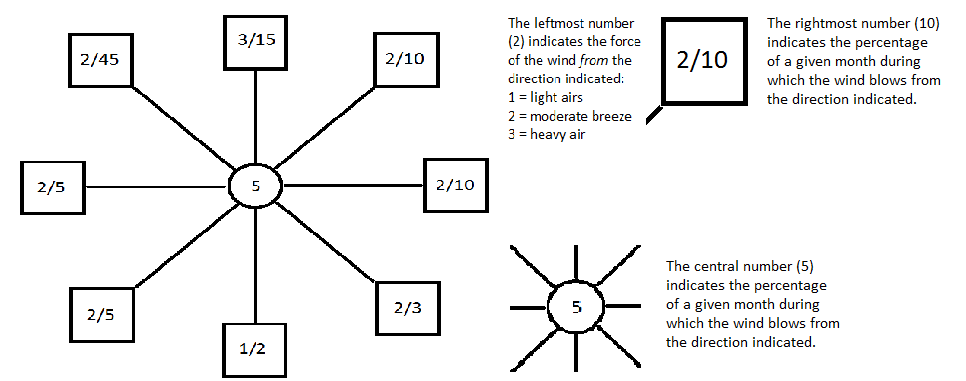 3/15
2/45
2/10
2/5
5
2/10
2/5
2/3
1/2
The leftmost number
(2) indicates the force
of the wind from the
direction indicated:
1 = light airs
2 = moderate breeze
3 = heavy air
2/10
The rightmost number (10)
indicates the percentage
of a given month during
which the wind blows from
the direction indicated.
5
The central number (5)
indicates the percentage
of a given month during
which the wind blows from
the direction indicated.